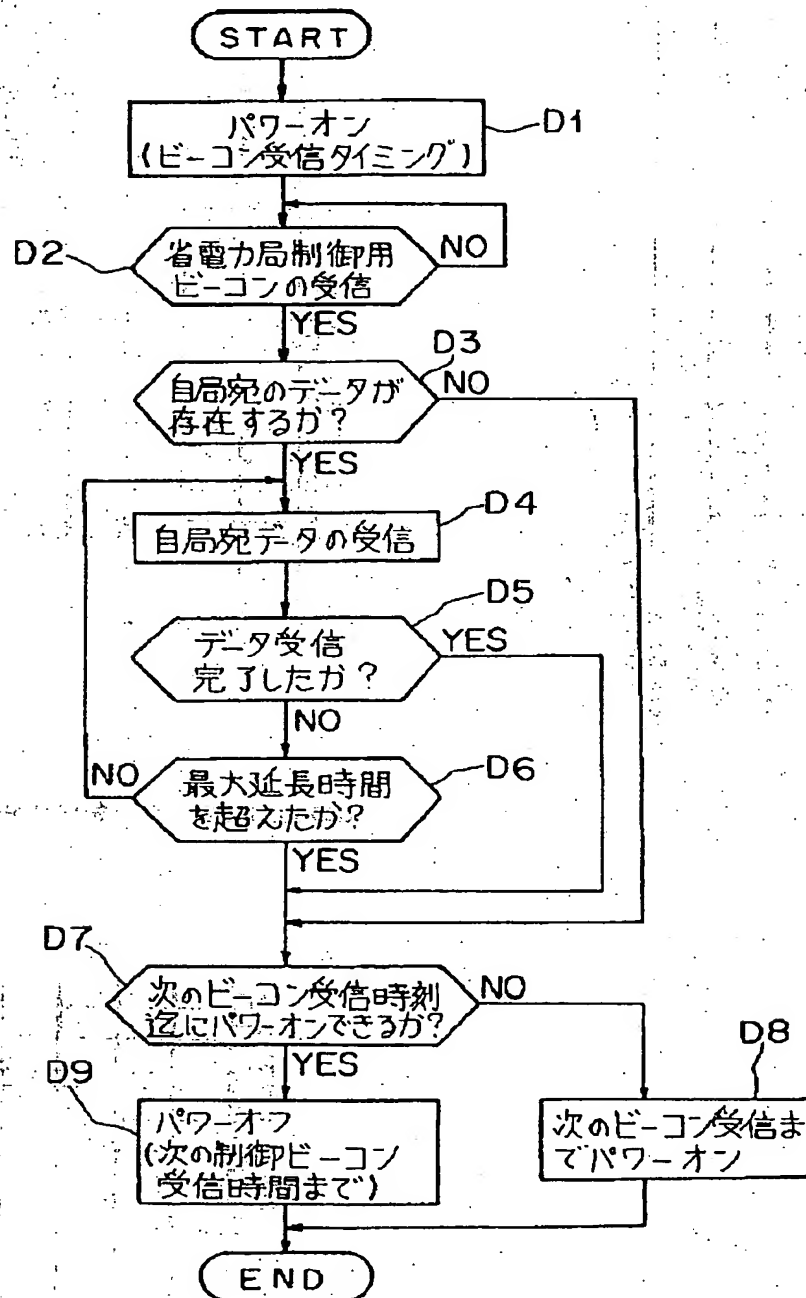 START
パワーオン
(ビーコン受信タイミング)
D1
D2
省電力局制御用
ビーコンの受信
NO
YES
D3
自局宛のデータが
存在するか?
NO
YES
D4
自局宛データの受信
D5
データ受信
完了したか?
YES
NO
D6
最大延長時間
を超えたか?
NO
YES
D7
次のビーコン受信時刻
迄にパワーオンできるか?
NO
YES
D8
次のビーコン受信ま
でパワーオン
D9
パワーオフ
(次の制御ビーコン
受信時間まで)
END